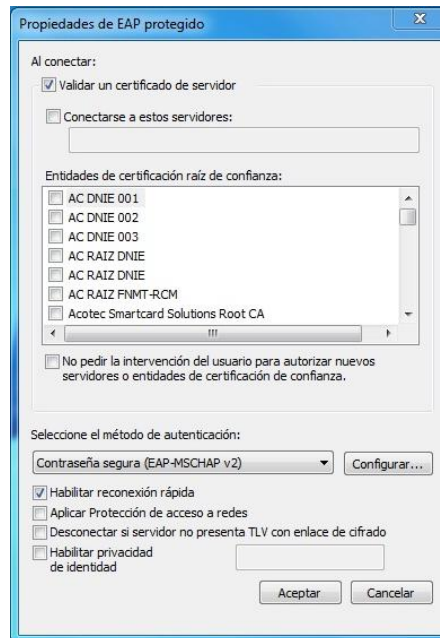 Propiedades de EAP protegido
Al conectar:
Validar un certificado de servidor
Conectarse a estos servidores:
Entidades de certificación raíz de confianza:
AC DNIE 001
AC DNIE 002
AC DNIE 003
AC RAIZ DNIE
AC RAIZ DNIE
AC RAIZ FNMT-RCM
Acotec Smartcard Solutions Root CA
No pedir la intervención del usuario para autorizar nuevos
servidores o entidades de certificación de confianza.
Seleccione el método de autenticación:
Contraseña segura (EAP-MSCHAP v2)
Configurar...
Habilitar reconexión rápida
Aplicar Protección de acceso a redes
Desconectar si servidor no presenta TLV con enlace de cifrado
Habilitar privacidad
de identidad
Aceptar
Cancelar